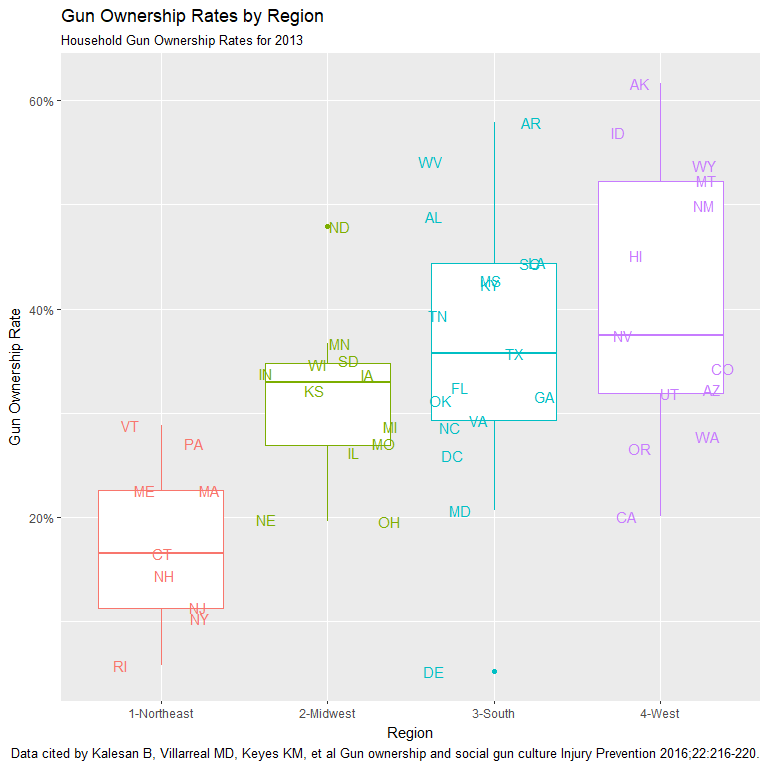 Gun Ownership Rates by Region
Household Gun Ownership Rates for 2013
Gun Ownership Rate
60%
40%
20%
AK
AR
ID
WV
WY
MT
NM
AL
ND
HI
SC
LA
MS
KY
TN
MN
NV
WI
SD
TX
IN
IA
CO
KS
FL
UT
AZ
OK
GA
VT
MI
NC
VA
WA
PA
MO
IL
DC
OR
ME
MA
MD
NE
OH
CA
CT
NH
NJ
NY
RI
DE
1-Northeast 2-Midwest 3-South 4-West
Region
Data cited by Kalesan B, Villarreal MD, Keyes KM, et al Gun ownership and social gun culture Injury Prevention 2016;22:216-220.